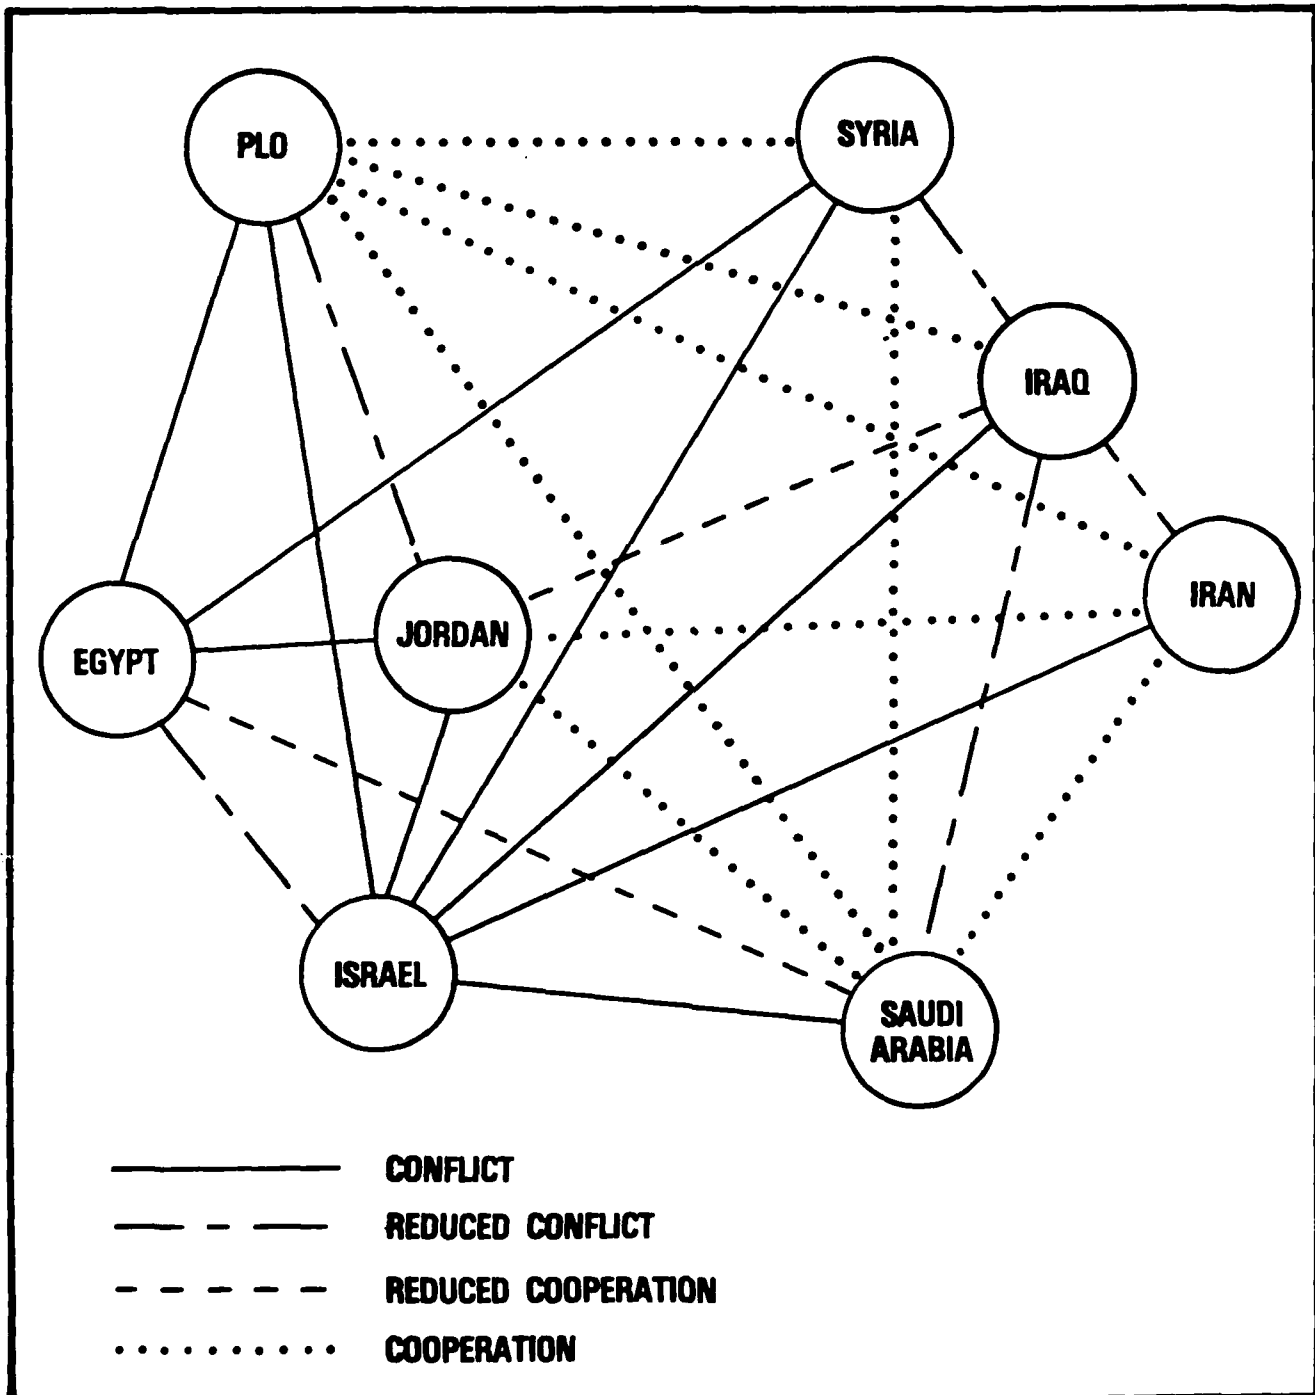 PLO
SYRIA
IRAQ
IRAN
JORDAN
EGYPT
ISRAEL
SAUDI
ARABIA
CONFLICT
REDUCED CONFLICT
REDUCED COOPERATION
COOPERATION